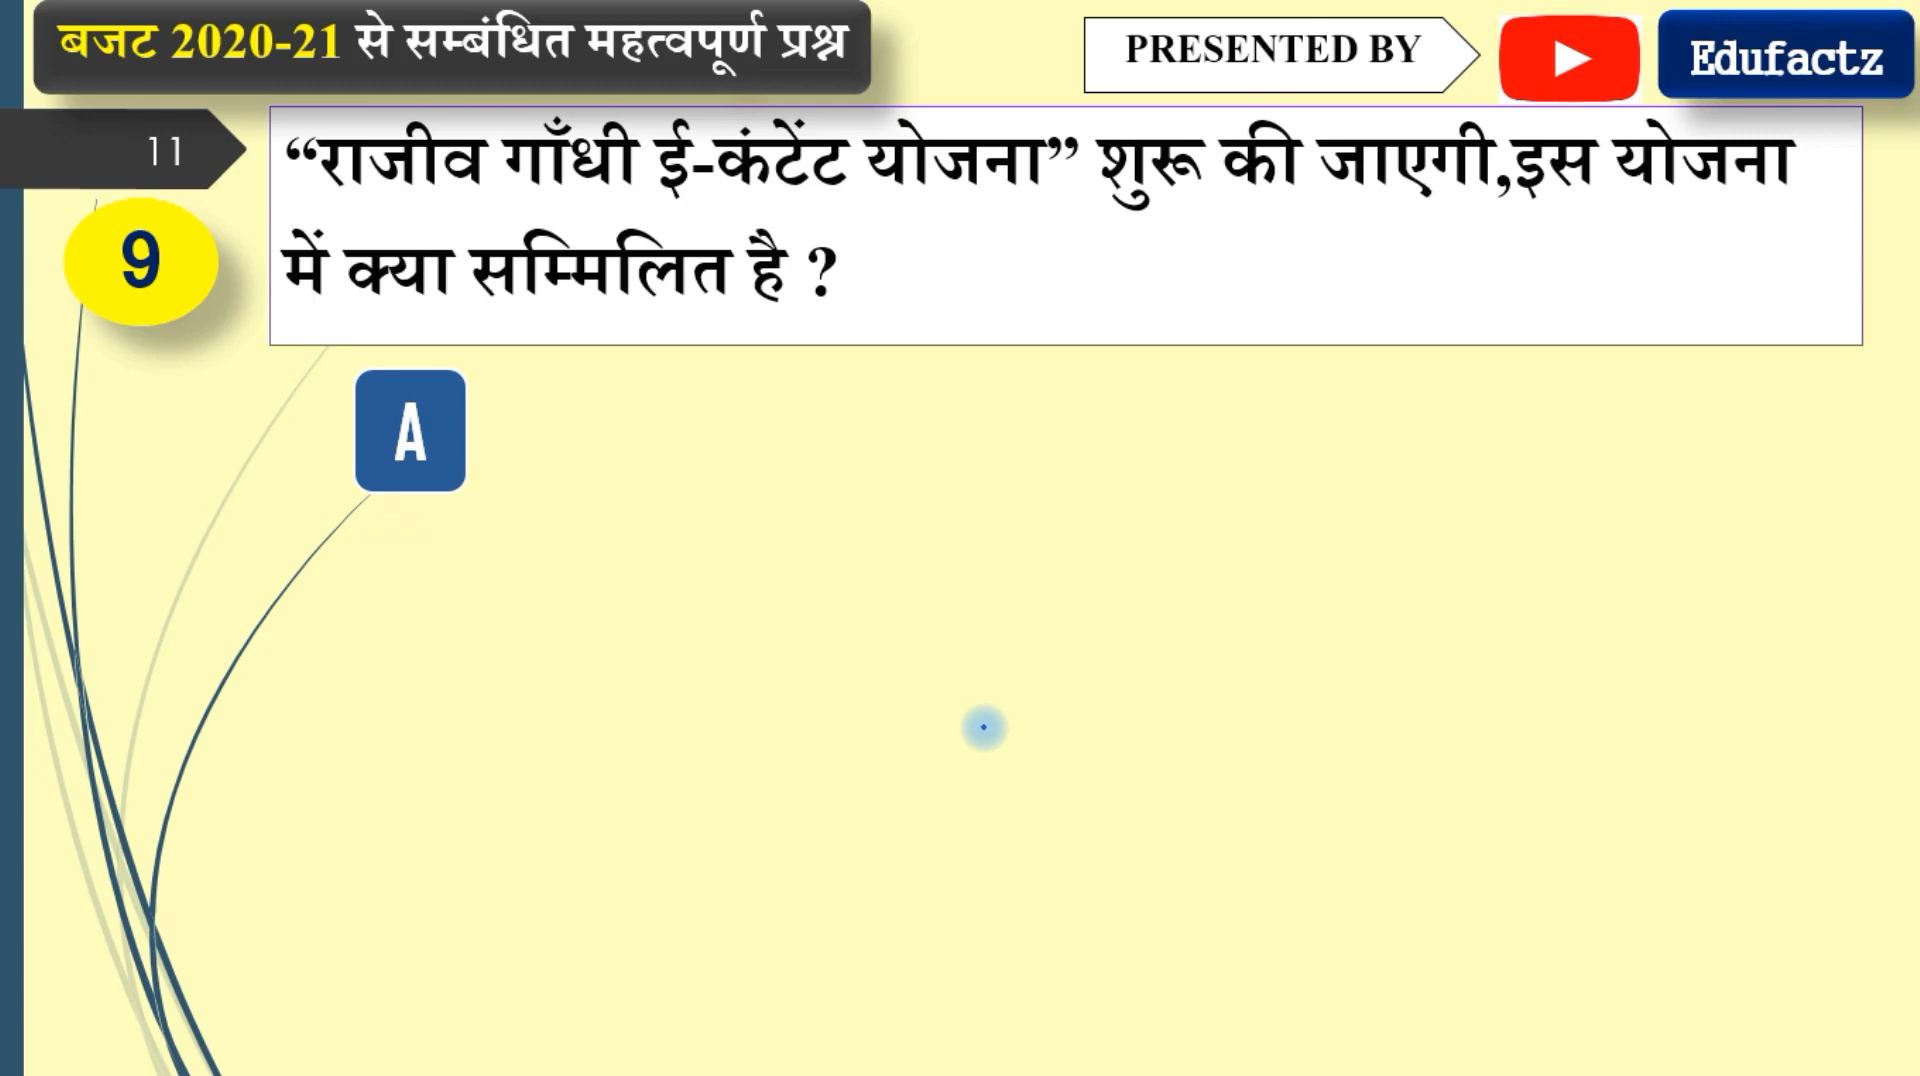 बजट 2020-21 से सम्बंधित महत्वपूर्ण प्रश्न
PRESENTED BY
Edufactz
11
“राजीव गाँधी ई-कंटेंट योजना” शुरू की जाएगी,इस योजना
में क्या सम्मिलित है ?
9
A